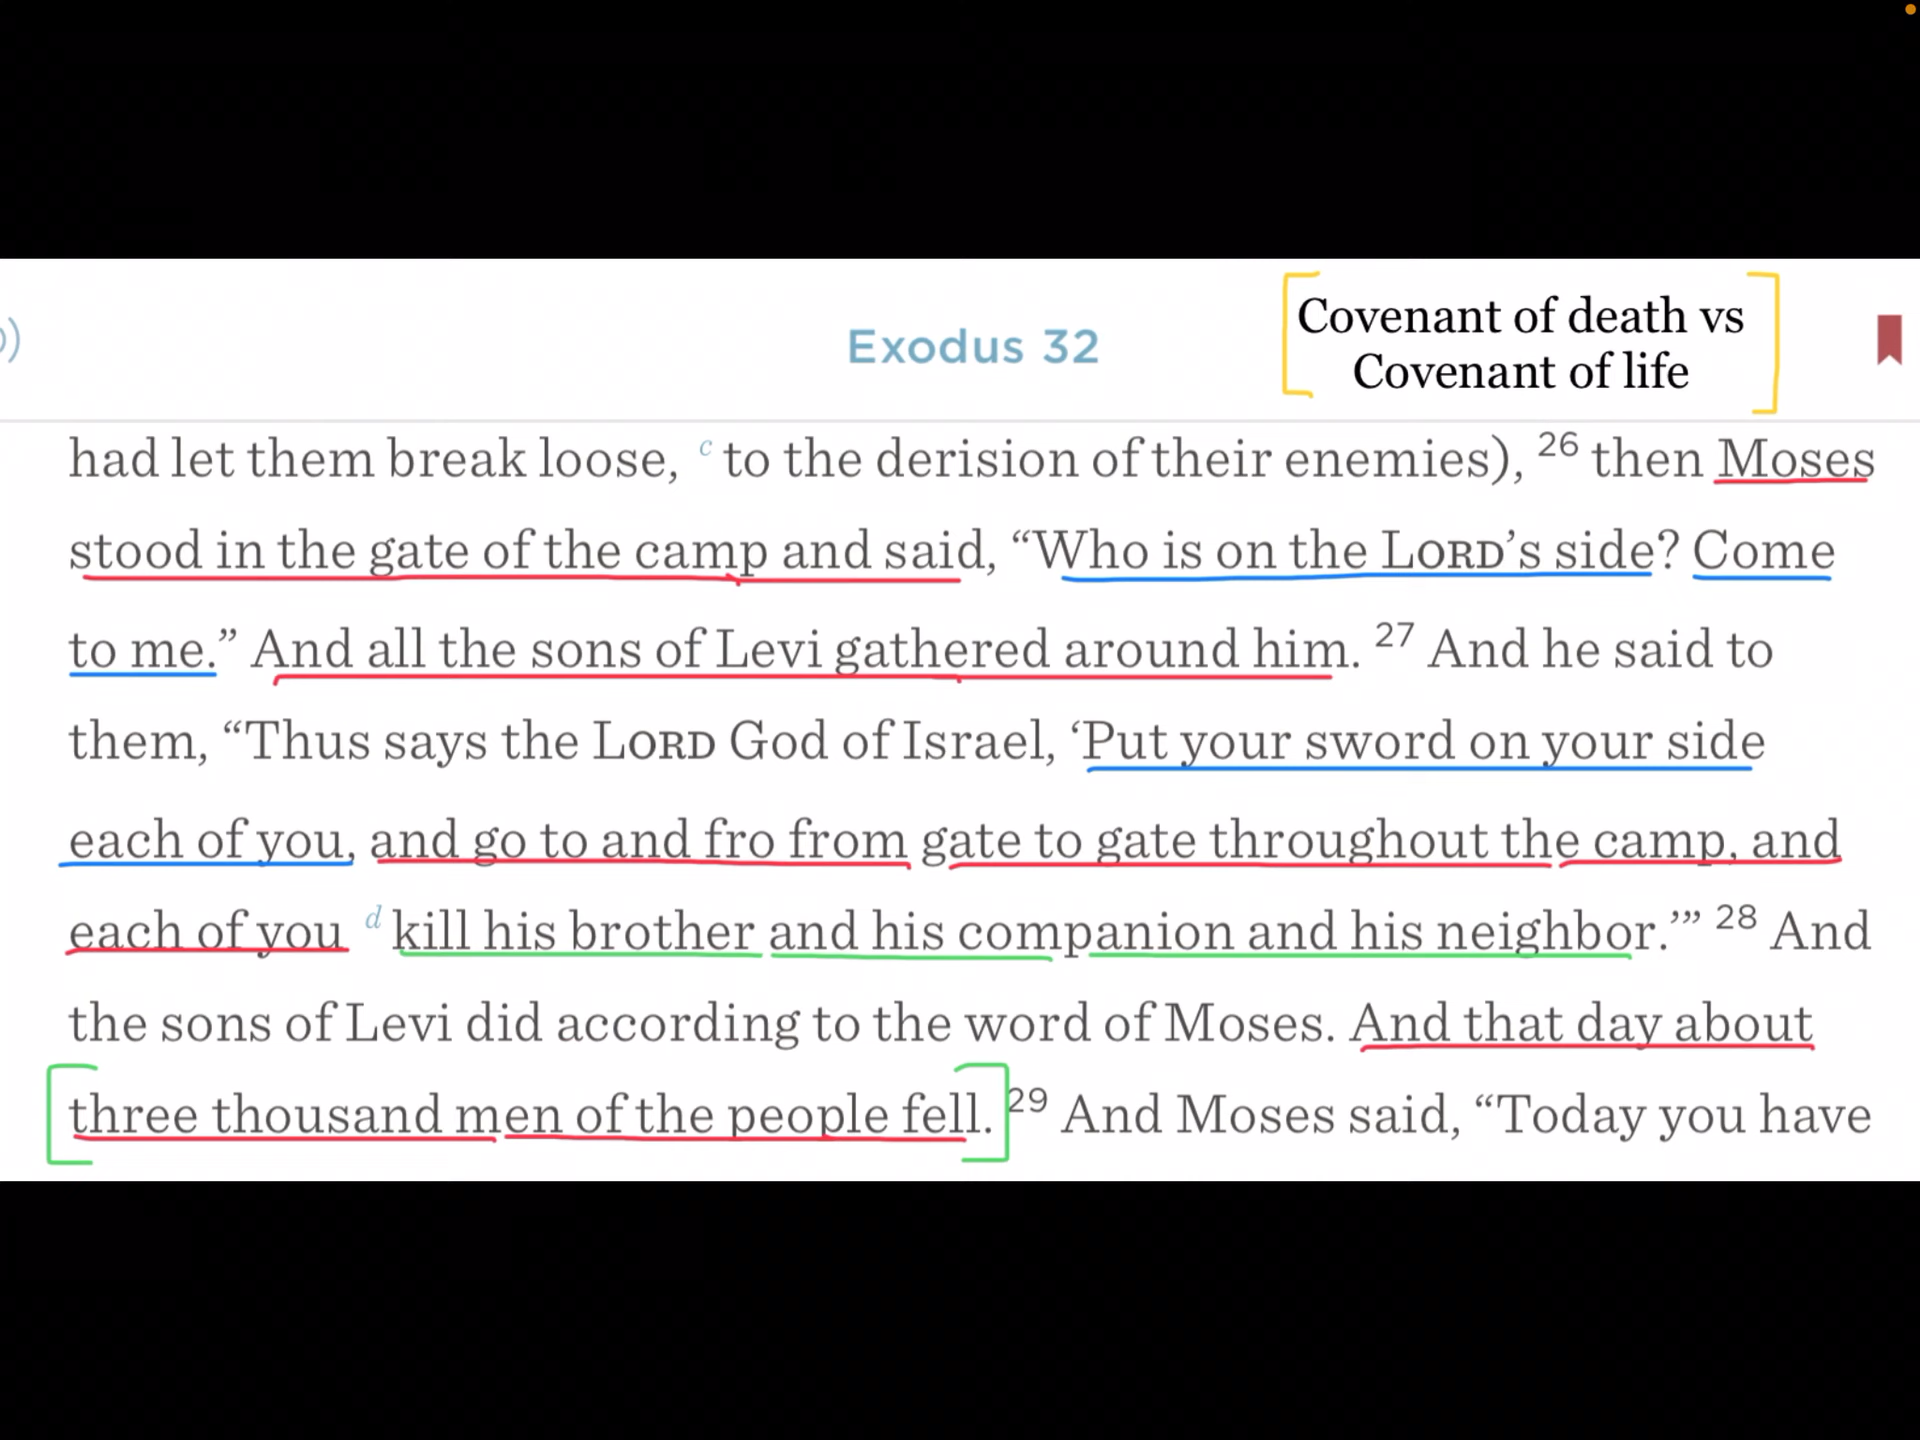 Exodus 32
Covenant of death vs
Covenant of life
had let them break loose, c to the derision of their enemies), 26 then Moses
stood in the gate of the camp and said, “Who is on the LORD’s side? Come
to me.” And all the sons of Levi gathered around him. 27 And he said to
them, “Thus says the LORD God of Israel, ‘Put your sword on your side
each of you, and go to and fro from gate to gate throughout the camp, and
each of you d kill his brother and his companion and his neighbor.’” 28 And
the sons of Levi did according to the word of Moses. And that day about
three thousand men of the people fell. 29 And Moses said, “Today you have